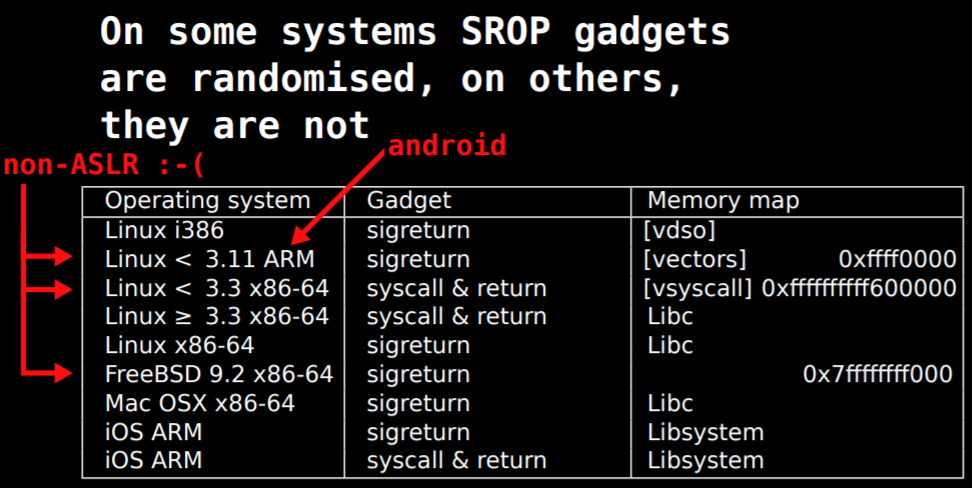 On some systems SROP gadgets
are randomised, on others,
they are not
android
non-ASLR :-(
Operating system Gadget Memory map
Linux i386 sigreturn [vdso]
Linux < 3.11 ARM sigreturn [vectors] 0xffff0000
Linux < 3.3 x86-64 syscall & return [vsyscall] 0xffffffffff600000
Linux ≥ 3.3 x86-64 syscall & return Libc
Linux x86-64 sigreturn Libc
FreeBSD 9.2 x86-64 sigreturn 0x7ffffffff000
Mac OSX x86-64 sigreturn Libc
iOS ARM sigreturn Libsystem
iOS ARM syscall & return Libsystem